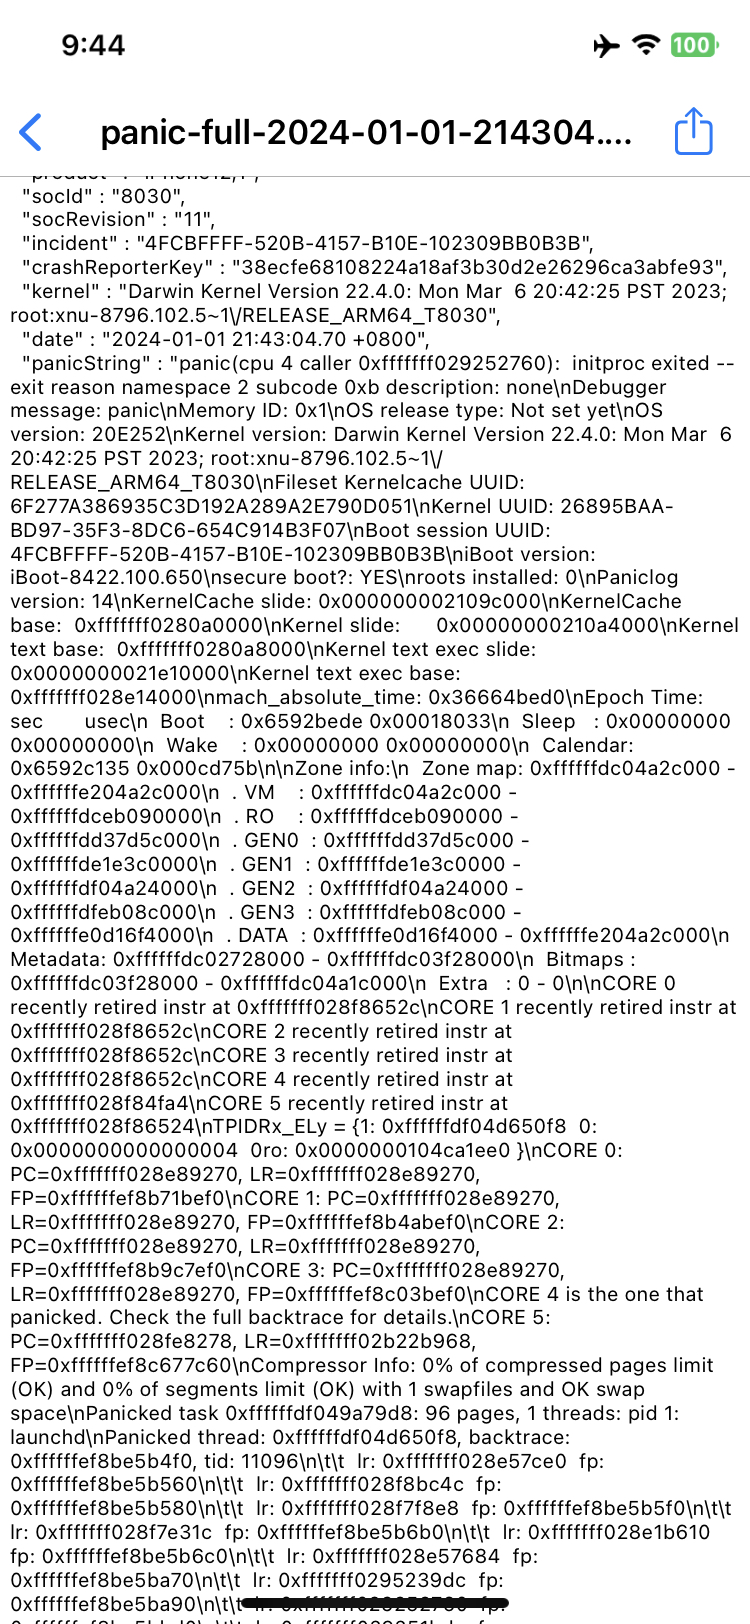 9:44
100
panic-full-2024-01-01-214304....
"socId" : "8030",
"socRevision" : "11",
"incident" : "4FCBFFFF-520B-4157-B10E-102309BB0B3B",
"crashReporterKey" : "38ecfe68108224a18af3b30d2e26296ca3abfe93",
"kernel" : "Darwin Kernel Version 22.4.0: Mon Mar  6 20:42:25 PST 2023;
root:xnu-8796.102.5~1\/RELEASE_ARM64_T8030",
"date" : "2024-01-01 21:43:04.70 +0800",
"panicString" : "panic(cpu 4 caller 0xfffffff029252760):  initproc exited --
exit reason namespace 2 subcode 0xb description: none\nDebugger
message: panic\nMemory ID: 0x1\nOS release type: Not set yet\nOS
version: 20E252\nKernel version: Darwin Kernel Version 22.4.0: Mon Mar  6
20:42:25 PST 2023; root:xnu-8796.102.5~1\/
RELEASE_ARM64_T8030\nFileset Kernelcache UUID:
6F277A386935C3D192A289A2E790D051\nKernel UUID: 26895BAA-
BD97-35F3-8DC6-654C914B3F07\nBoot session UUID:
4FCBFFFF-520B-4157-B10E-102309BB0B3B\niBoot version:
iBoot-8422.100.650\nsecure boot?: YES\nroots installed: 0\nPaniclog
version: 14\nKernelCache slide: 0x000000002109c000\nKernelCache
base:  0xfffffff0280a0000\nKernel slide:      0x00000000210a4000\nKernel
text base:  0xfffffff0280a8000\nKernel text exec slide:
0x0000000021e10000\nKernel text exec base:
0xfffffff028e14000\nmach_absolute_time: 0x36664bed0\nEpoch Time:
sec       usec\n  Boot    : 0x6592bede 0x00018033\n  Sleep   : 0x00000000
0x00000000\n  Wake    : 0x00000000 0x00000000\n  Calendar:
0x6592c135 0x000cd75b\n\nZone info:\n  Zone map: 0xffffffdc04a2c000 -
0xffffffe204a2c000\n  . VM    : 0xffffffdc04a2c000 -
0xffffffdceb090000\n  . RO    : 0xffffffdceb090000 -
0xffffffdd37d5c000\n  . GEN0  : 0xffffffdd37d5c000 -
0xffffffde1e3c0000\n  . GEN1  : 0xffffffde1e3c0000 -
0xffffffdf04a24000\n  . GEN2  : 0xffffffdf04a24000 -
0xffffffdfeb08c000\n  . GEN3  : 0xffffffdfeb08c000 -
0xffffffe0d16f4000\n  . DATA  : 0xffffffe0d16f4000 - 0xffffffe204a2c000\n
Metadata: 0xffffffdc02728000 - 0xffffffdc03f28000\n  Bitmaps :
0xffffffdc03f28000 - 0xffffffdc04a1c000\n  Extra   : 0 - 0\n\nCORE 0
recently retired instr at 0xfffffff028f8652c\nCORE 1 recently retired instr at
0xfffffff028f8652c\nCORE 2 recently retired instr at
0xfffffff028f8652c\nCORE 3 recently retired instr at
0xfffffff028f8652c\nCORE 4 recently retired instr at
0xfffffff028f84fa4\nCORE 5 recently retired instr at
0xfffffff028f86524\nTPIDRx_ELy = {1: 0xffffffdf04d650f8  0:
0x0000000000000004  0ro: 0x0000000104ca1ee0 }\nCORE 0:
PC=0xfffffff028e89270, LR=0xfffffff028e89270,
FP=0xffffffef8b71bef0\nCORE 1: PC=0xfffffff028e89270,
LR=0xfffffff028e89270, FP=0xffffffef8b4abef0\nCORE 2:
PC=0xfffffff028e89270, LR=0xfffffff028e89270,
FP=0xffffffef8b9c7ef0\nCORE 3: PC=0xfffffff028e89270,
LR=0xfffffff028e89270, FP=0xffffffef8c03bef0\nCORE 4 is the one that
panicked. Check the full backtrace for details.\nCORE 5:
PC=0xfffffff028fe8278, LR=0xfffffff02b22b968,
FP=0xffffffef8c677c60\nCompressor Info: 0% of compressed pages limit
(OK) and 0% of segments limit (OK) with 1 swapfiles and OK swap
space\nPanicked task 0xffffffdf049a79d8: 96 pages, 1 threads: pid 1:
launchd\nPanicked thread: 0xffffffdf04d650f8, backtrace:
0xffffffef8be5b4f0, tid: 11096\n\t\t  lr: 0xfffffff028e57ce0  fp:
0xffffffef8be5b560\n\t\t  lr: 0xfffffff028f8bc4c  fp:
0xffffffef8be5b580\n\t\t  lr: 0xfffffff028f7f8e8  fp: 0xffffffef8be5b5f0\n\t\t
lr: 0xfffffff028f7e31c  fp: 0xffffffef8be5b6b0\n\t\t  lr: 0xfffffff028e1b610
fp: 0xffffffef8be5b6c0\n\t\t  lr: 0xfffffff028e57684  fp:
0xffffffef8be5ba70\n\t\t  lr: 0xfffffff0295239dc  fp:
0xffffffef8be5ba90\n\t\t